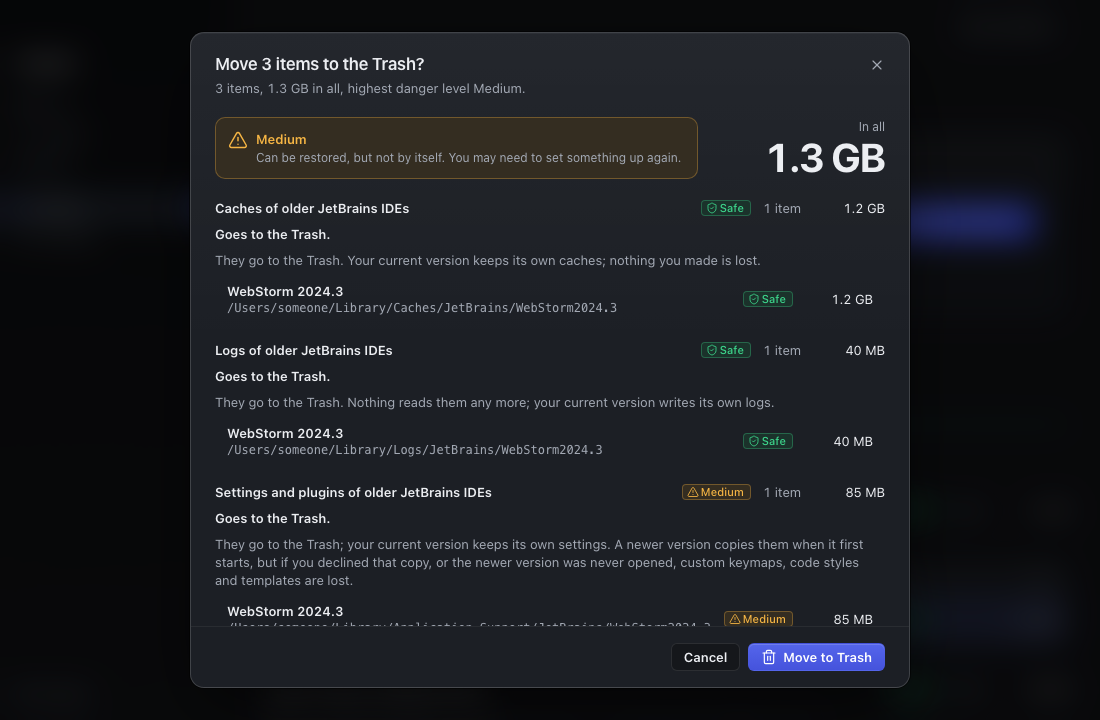 Move 3 items to the Trash?
3 items, 1.3 GB in all, highest danger level Medium.
Medium
Can be restored, but not by itself. You may need to set something up again.
In all
1.3 GB
Caches of older JetBrains IDEs Safe 1 item 1.2 GB
Goes to the Trash.
They go to the Trash. Your current version keeps its own caches; nothing you made is lost.
WebStorm 2024.3
/Users/someone/Library/Caches/JetBrains/WebStorm2024.3
Safe 1.2 GB
Logs of older JetBrains IDEs Safe 1 item 40 MB
Goes to the Trash.
They go to the Trash. Nothing reads them any more; your current version writes its own logs.
WebStorm 2024.3
/Users/someone/Library/Logs/JetBrains/WebStorm2024.3
Safe 40 MB
Settings and plugins of older JetBrains IDEs Medium 1 item 85 MB
Goes to the Trash.
They go to the Trash; your current version keeps its own settings. A newer version copies them when it first
starts, but if you declined that copy, or the newer version was never opened, custom keymaps, code styles
and templates are lost.
WebStorm 2024.3
/Users/someone/Library/Application Support/JetBrains/WebStorm2024.3
Medium 85 MB
Cancel Move to Trash